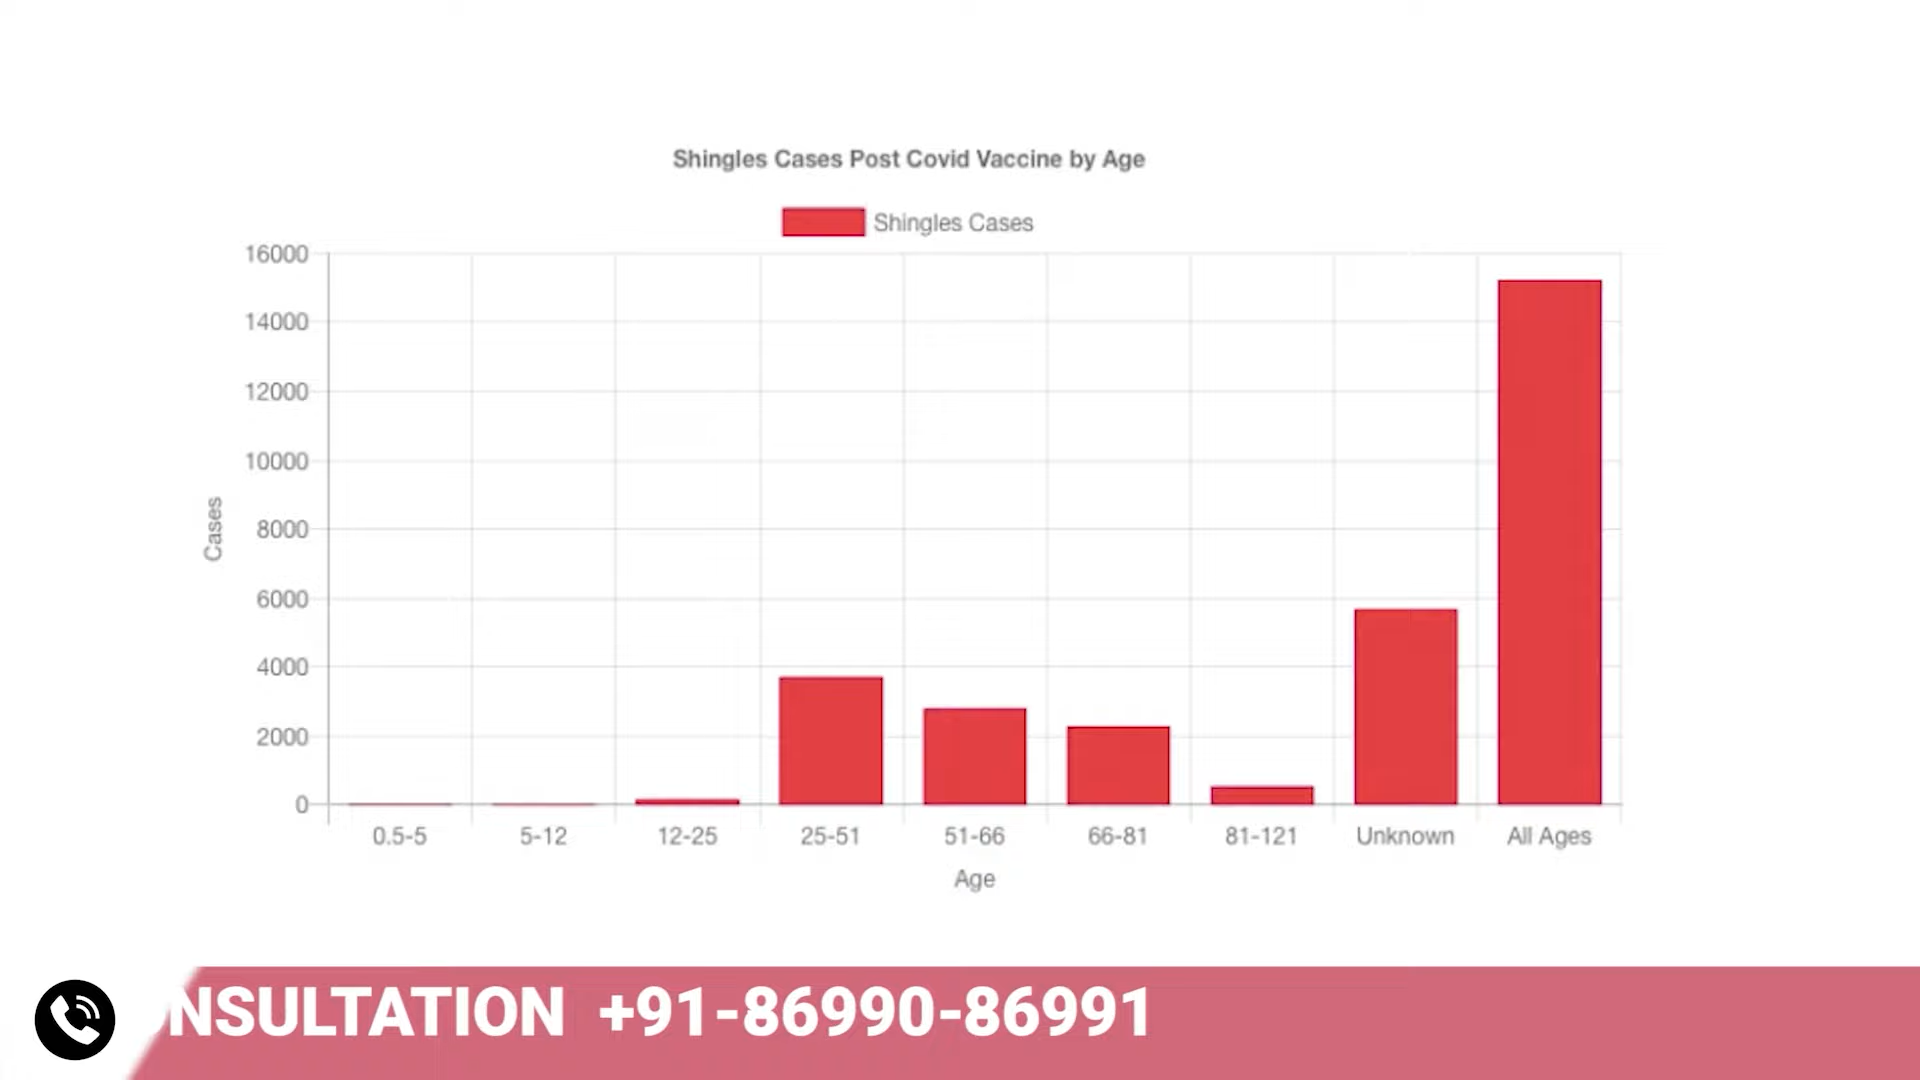 Shingles Cases Post Covid Vaccine by Age
Shingles Cases
16000
14000
12000
10000
8000
6000
4000
2000
0
Cases
0.5-5 5-12 12-25 25-51 51-66 66-81 81-121 Unknown All Ages
Age
NSULTATION +91-86990-86991